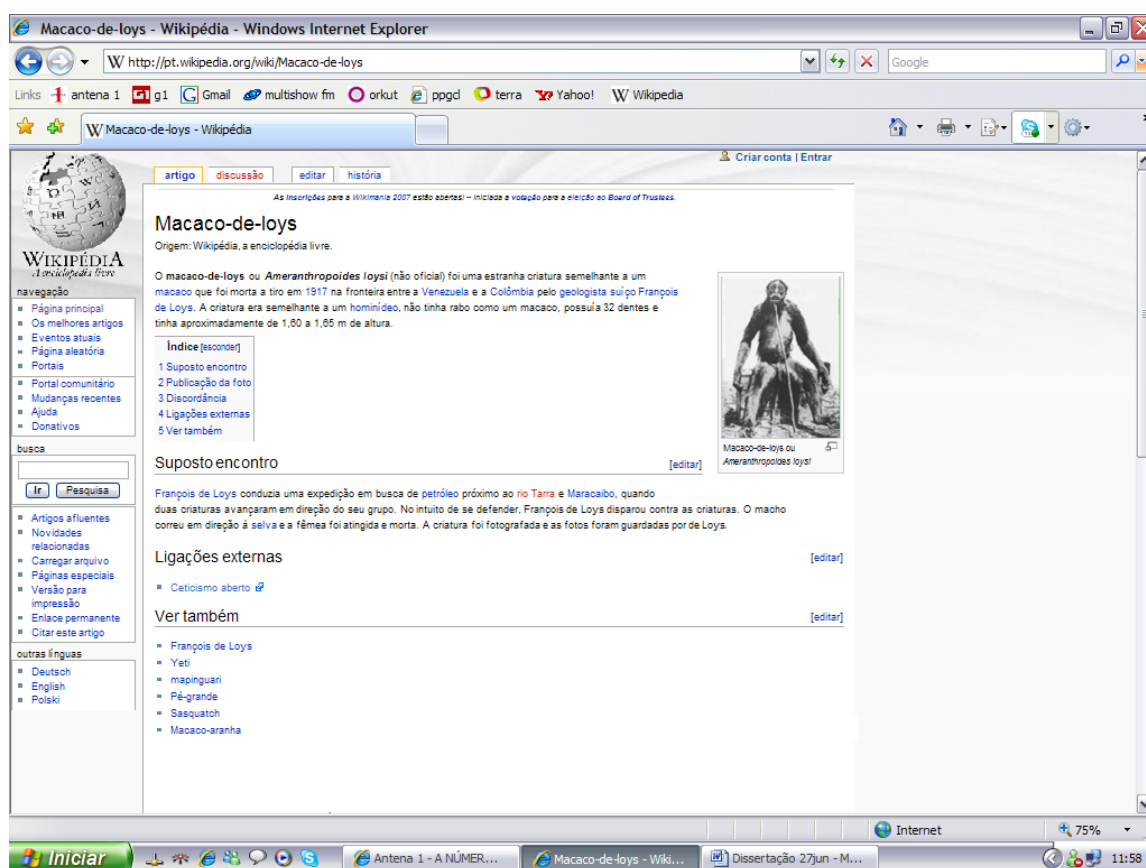 Macaco-de-loys - Wikipédia - Windows Internet Explorer
http://pt.wikipedia.org/wiki/Macaco-de-loys
Google
Links antena 1 g1 Gmail multishow fm orkut ppgcl terra Yahoo! Wikipedia
Macaco-de-loys - Wikipédia
Criar conta | Entrar
artigo discussão editar história
As Inscrições para a Wikimania 2007 estão abertas! – Iniciada a votação para a eleição ao Board of Trustees.
WIKIPÉDIA
A enciclopédia livre
navegação
Página principal
Os melhores artigos
Eventos atuais
Página aleatória
Portais
Portal comunitário
Mudanças recentes
Ajuda
Donativos
busca
Ir Pesquisa
Artigos afluentes
Novidades
relacionadas
Carregar arquivo
Páginas especiais
Versão para
impressão
Enlace permanente
Citar este artigo
outras línguas
Deutsch
English
Polski
Macaco-de-loys
Origem: Wikipédia, a enciclopédia livre.
O macaco-de-loys ou Ameranthropoides loysi (não oficial) foi uma estranha criatura semelhante a um
macaco que foi morta a tiro em 1917 na fronteira entre a Venezuela e a Colômbia pelo geologista suíço François
de Loys. A criatura era semelhante a um hominídeo, não tinha rabo como um macaco, possuía 32 dentes e
tinha aproximadamente de 1,60 a 1,65 m de altura.
Índice [esconder]
1 Suposto encontro
2 Publicação da foto
3 Discordância
4 Ligações externas
5 Ver também
Macaco-de-loys ou
Ameranthropoides loysi
Suposto encontro [editar]
François de Loys conduzia uma expedição em busca de petróleo próximo ao rio Tarra e Maracaibo, quando
duas criaturas avançaram em direção do seu grupo. No intuito de se defender, François de Loys disparou contra as criaturas. O macho
correu em direção à selva e a fêmea foi atingida e morta. A criatura foi fotografada e as fotos foram guardadas por de Loys.
Ligações externas [editar]
Ceticismo aberto
Ver também [editar]
François de Loys
Yeti
mapinguari
Pé-grande
Sasquatch
Macaco-aranha
Internet 75%
Iniciar Antena 1 - A NÚMER... Macaco-de-loys - Wiki... Dissertação 27jun - M... 11:59